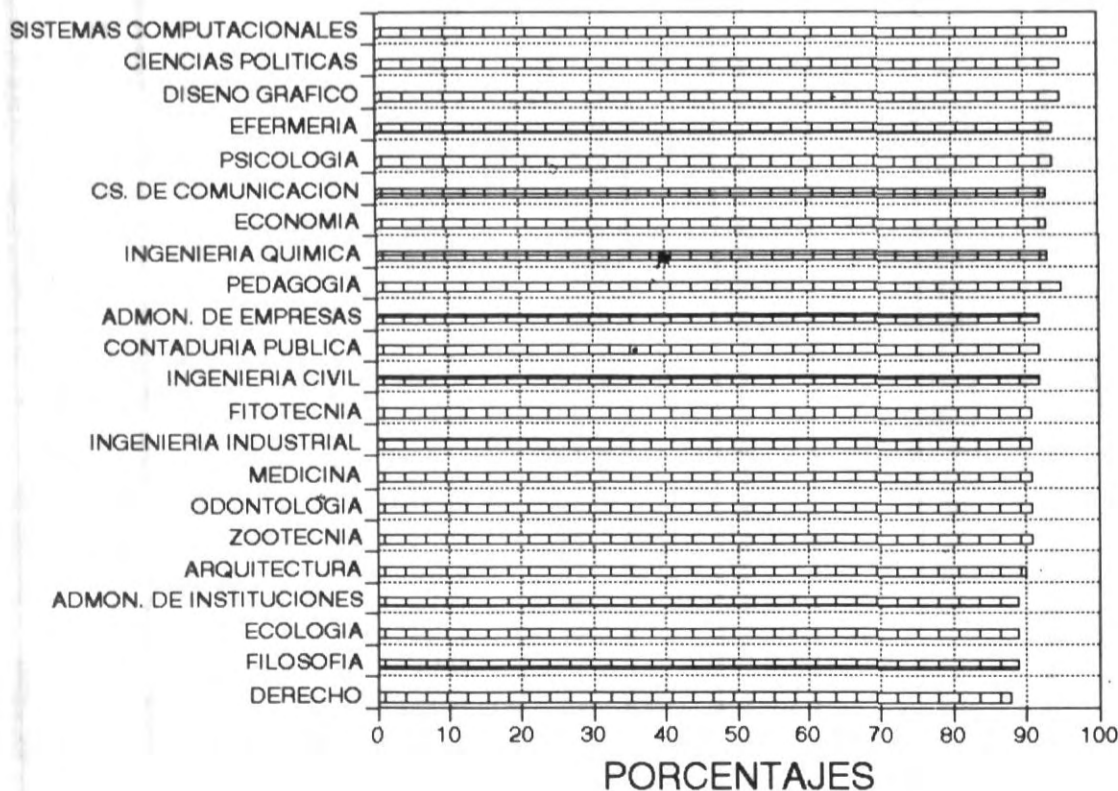 SISTEMAS COMPUTACIONALES
CIENCIAS POLITICAS
DISENO GRAFICO
EFERMERIA
PSICOLOGIA
CS. DE COMUNICACION
ECONOMIA
INGENIERIA QUIMICA
PEDAGOGIA
ADMON. DE EMPRESAS
CONTADURIA PUBLICA
INGENIERIA CIVIL
FITOTECNIA
INGENIERIA INDUSTRIAL
MEDICINA
ODONTOLOGIA
ZOOTECNIA
ARQUITECTURA
ADMON. DE INSTITUCIONES
ECOLOGIA
FILOSOFIA
DERECHO
0 10 20 30 40 50 60 70 80 90 100
PORCENTAJES